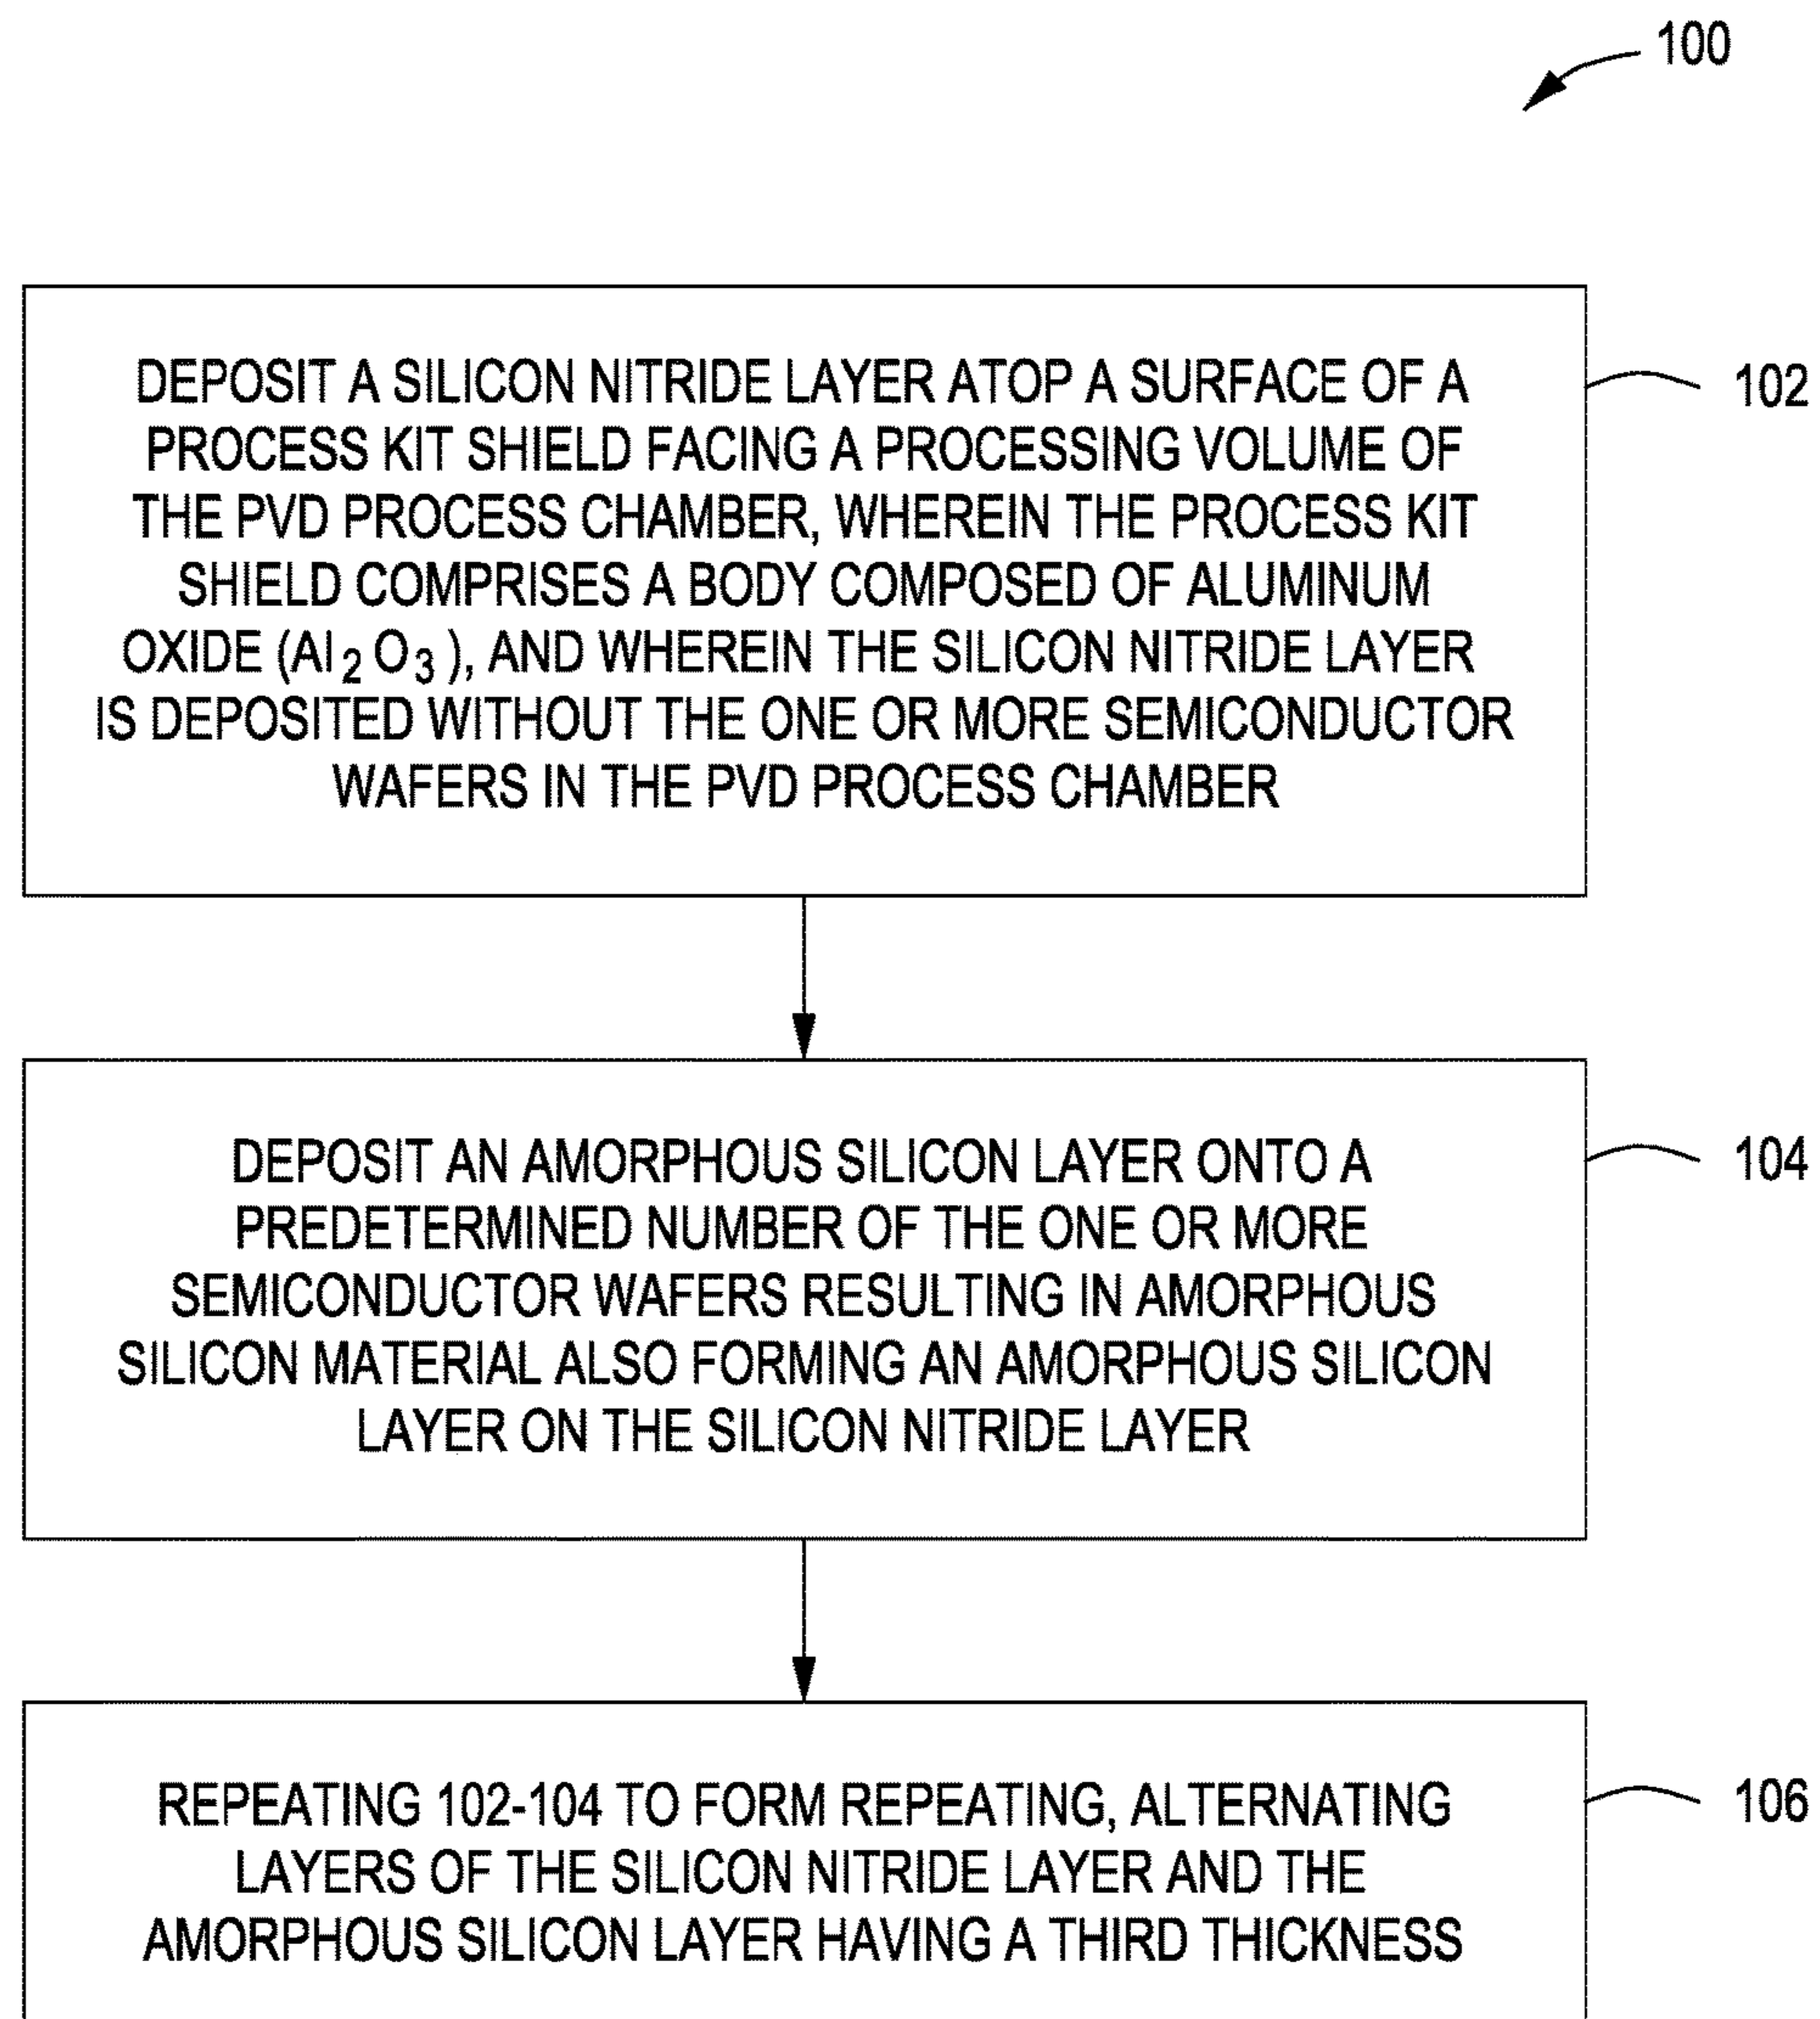 100
DEPOSIT A SILICON NITRIDE LAYER ATOP A SURFACE OF A
PROCESS KIT SHIELD FACING A PROCESSING VOLUME OF
THE PVD PROCESS CHAMBER, WHEREIN THE PROCESS KIT
SHIELD COMPRISES A BODY COMPOSED OF ALUMINUM
OXIDE (Al2O3), AND WHEREIN THE SILICON NITRIDE LAYER
IS DEPOSITED WITHOUT THE ONE OR MORE SEMICONDUCTOR
WAFERS IN THE PVD PROCESS CHAMBER
102
DEPOSIT AN AMORPHOUS SILICON LAYER ONTO A
PREDETERMINED NUMBER OF THE ONE OR MORE
SEMICONDUCTOR WAFERS RESULTING IN AMORPHOUS
SILICON MATERIAL ALSO FORMING AN AMORPHOUS SILICON
LAYER ON THE SILICON NITRIDE LAYER
104
REPEATING 102-104 TO FORM REPEATING, ALTERNATING
LAYERS OF THE SILICON NITRIDE LAYER AND THE
AMORPHOUS SILICON LAYER HAVING A THIRD THICKNESS
106